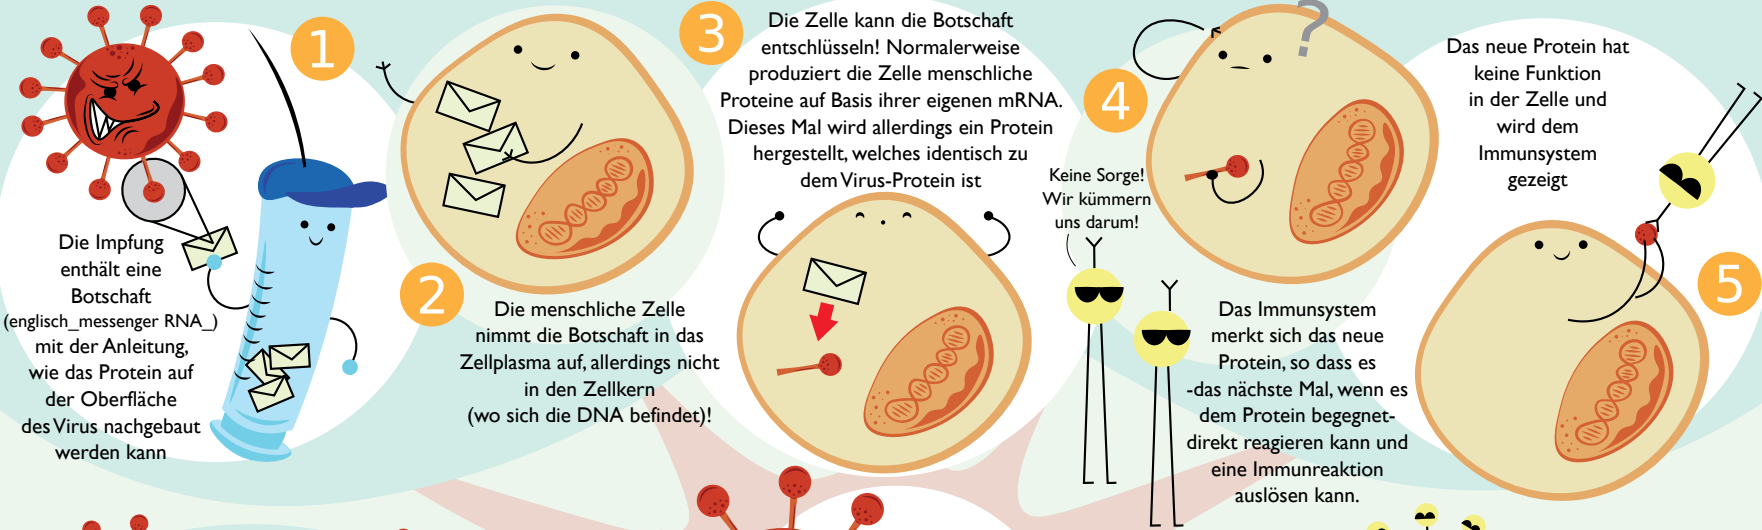 1
Die Impfung
enthält eine
Botschaft
(englisch_messenger RNA_)
mit der Anleitung,
wie das Protein auf
der Oberfläche
des Virus nachgebaut
werden kann
2
Die menschliche Zelle
nimmt die Botschaft in das
Zellplasma auf, allerdings nicht
in den Zellkern
(wo sich die DNA befindet)!
3
Die Zelle kann die Botschaft
entschlüsseln! Normalerweise
produziert die Zelle menschliche
Proteine auf Basis ihrer eigenen mRNA.
Dieses Mal wird allerdings ein Protein
hergestellt, welches identisch zu
dem Virus-Protein ist
4
?
Keine Sorge!
Wir kümmern
uns darum!
Das Immunsystem
merkt sich das neue
Protein, so dass es
-das nächste Mal, wenn es
dem Protein begegnet-
direkt reagieren kann und
eine Immunreaktion
auslösen kann.
Das neue Protein hat
keine Funktion
in der Zelle und
wird dem
Immunsystem
gezeigt
5